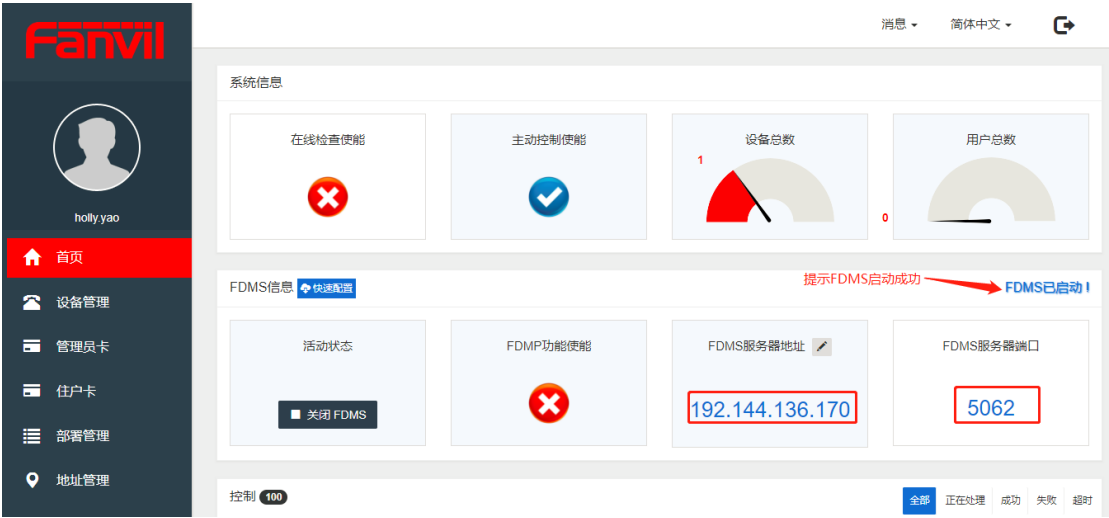 Fanvil
消息
简体中文
holly.yao
首页
设备管理
管理员卡
住户卡
部署管理
地址管理
系统信息
在线检查使能
主动控制使能
设备总数
1
用户总数
0
FDMS信息 快速配置
提示FDMS启动成功
FDMS已启动！
活动状态
关闭 FDMS
FDMP功能使能
FDMS服务器地址
192.144.136.170
FDMS服务器端口
5062
控制 100
全部 正在处理 成功 失败 超时